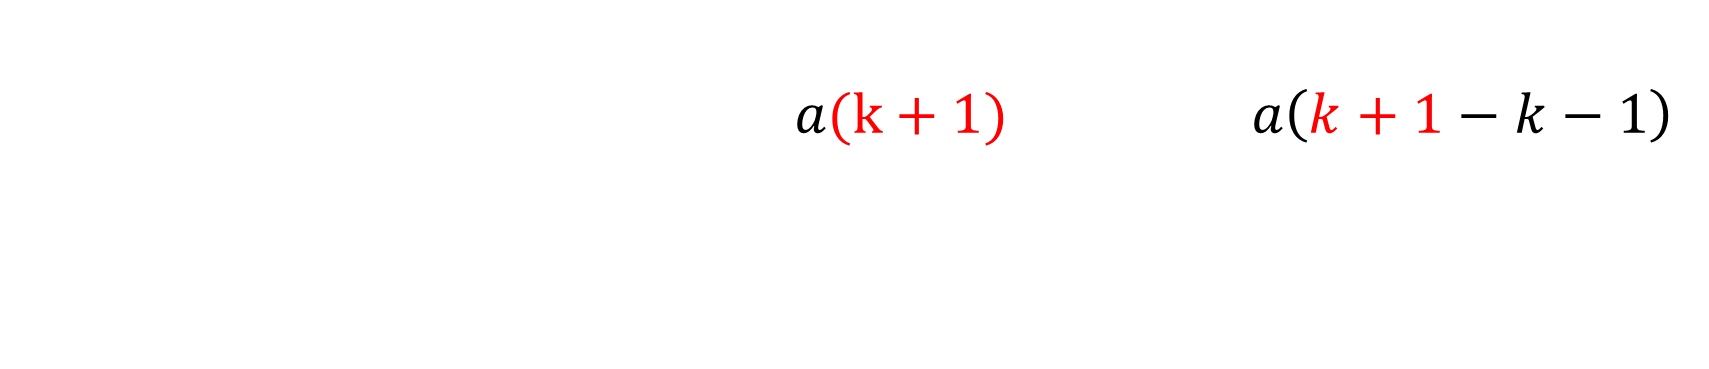 a(k + 1) a(k + 1 − k − 1)